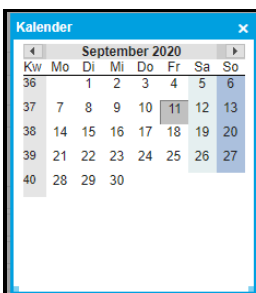 Kalender ×
September 2020
Kw Mo Di Mi Do Fr Sa So
36 1 2 3 4 5 6
37 7 8 9 10 11 12 13
38 14 15 16 17 18 19 20
39 21 22 23 24 25 26 27
40 28 29 30